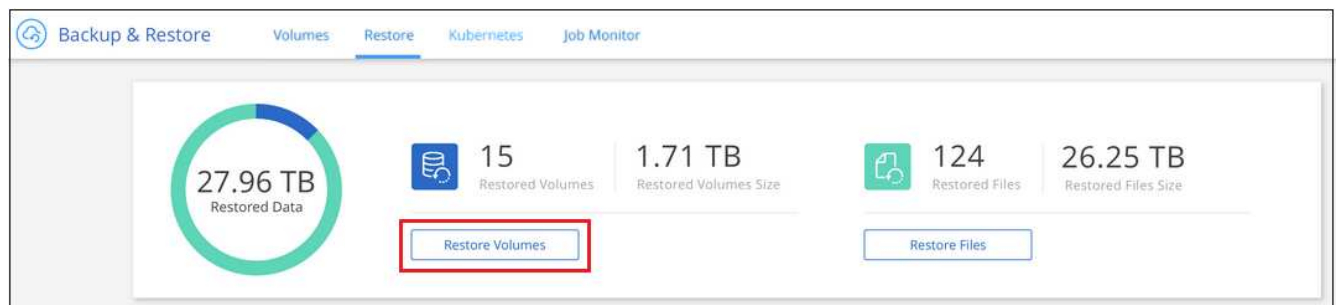 Backup & Restore Volumes Restore Kubernetes Job Monitor
27.96 TB
Restored Data
15
Restored Volumes
1.71 TB
Restored Volumes Size
Restore Volumes
124
Restored Files
26.25 TB
Restored Files Size
Restore Files